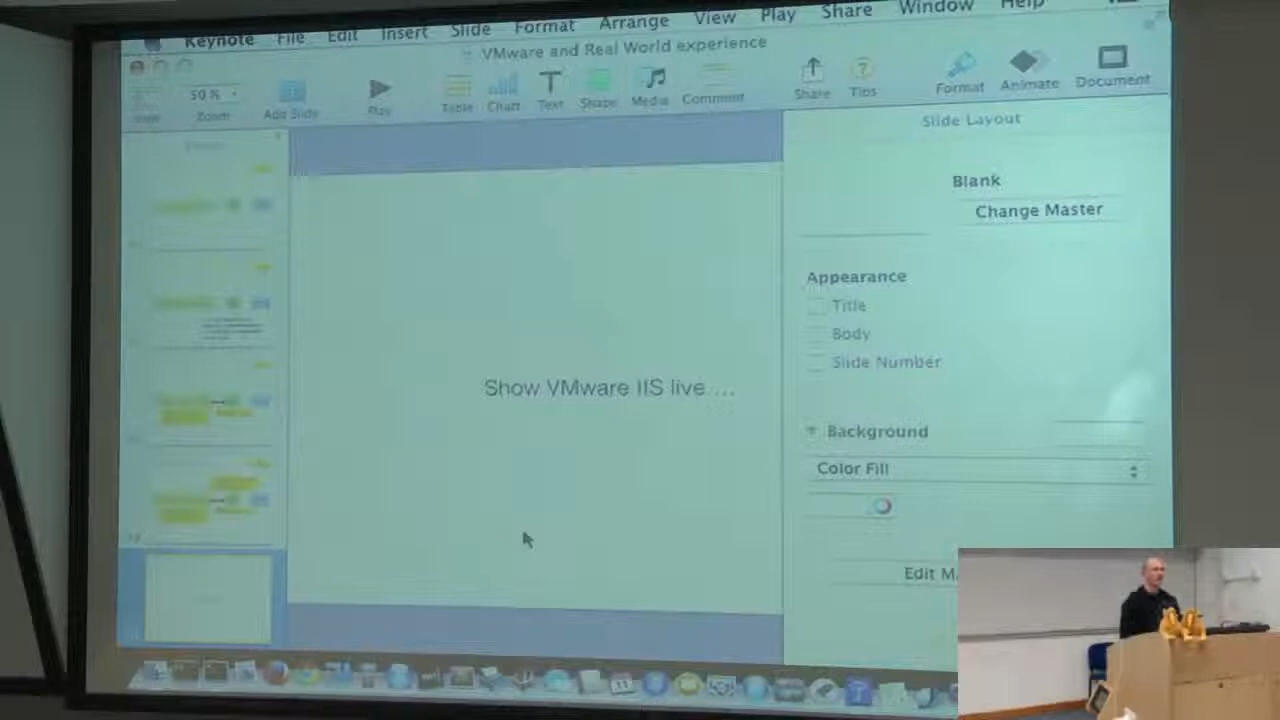 Keynote File Edit Insert Slide Format Arrange View Play Share Window Help
VMware and Real World experience
50%
Zoom Add Slide Play Table Chart Text Shape Media Comment Share Tips Format Animate Document
Slide Layout
Blank
Change Master
Appearance
Title
Body
Slide Number
Show VMware IIS live....
Background
Color Fill
Edit M